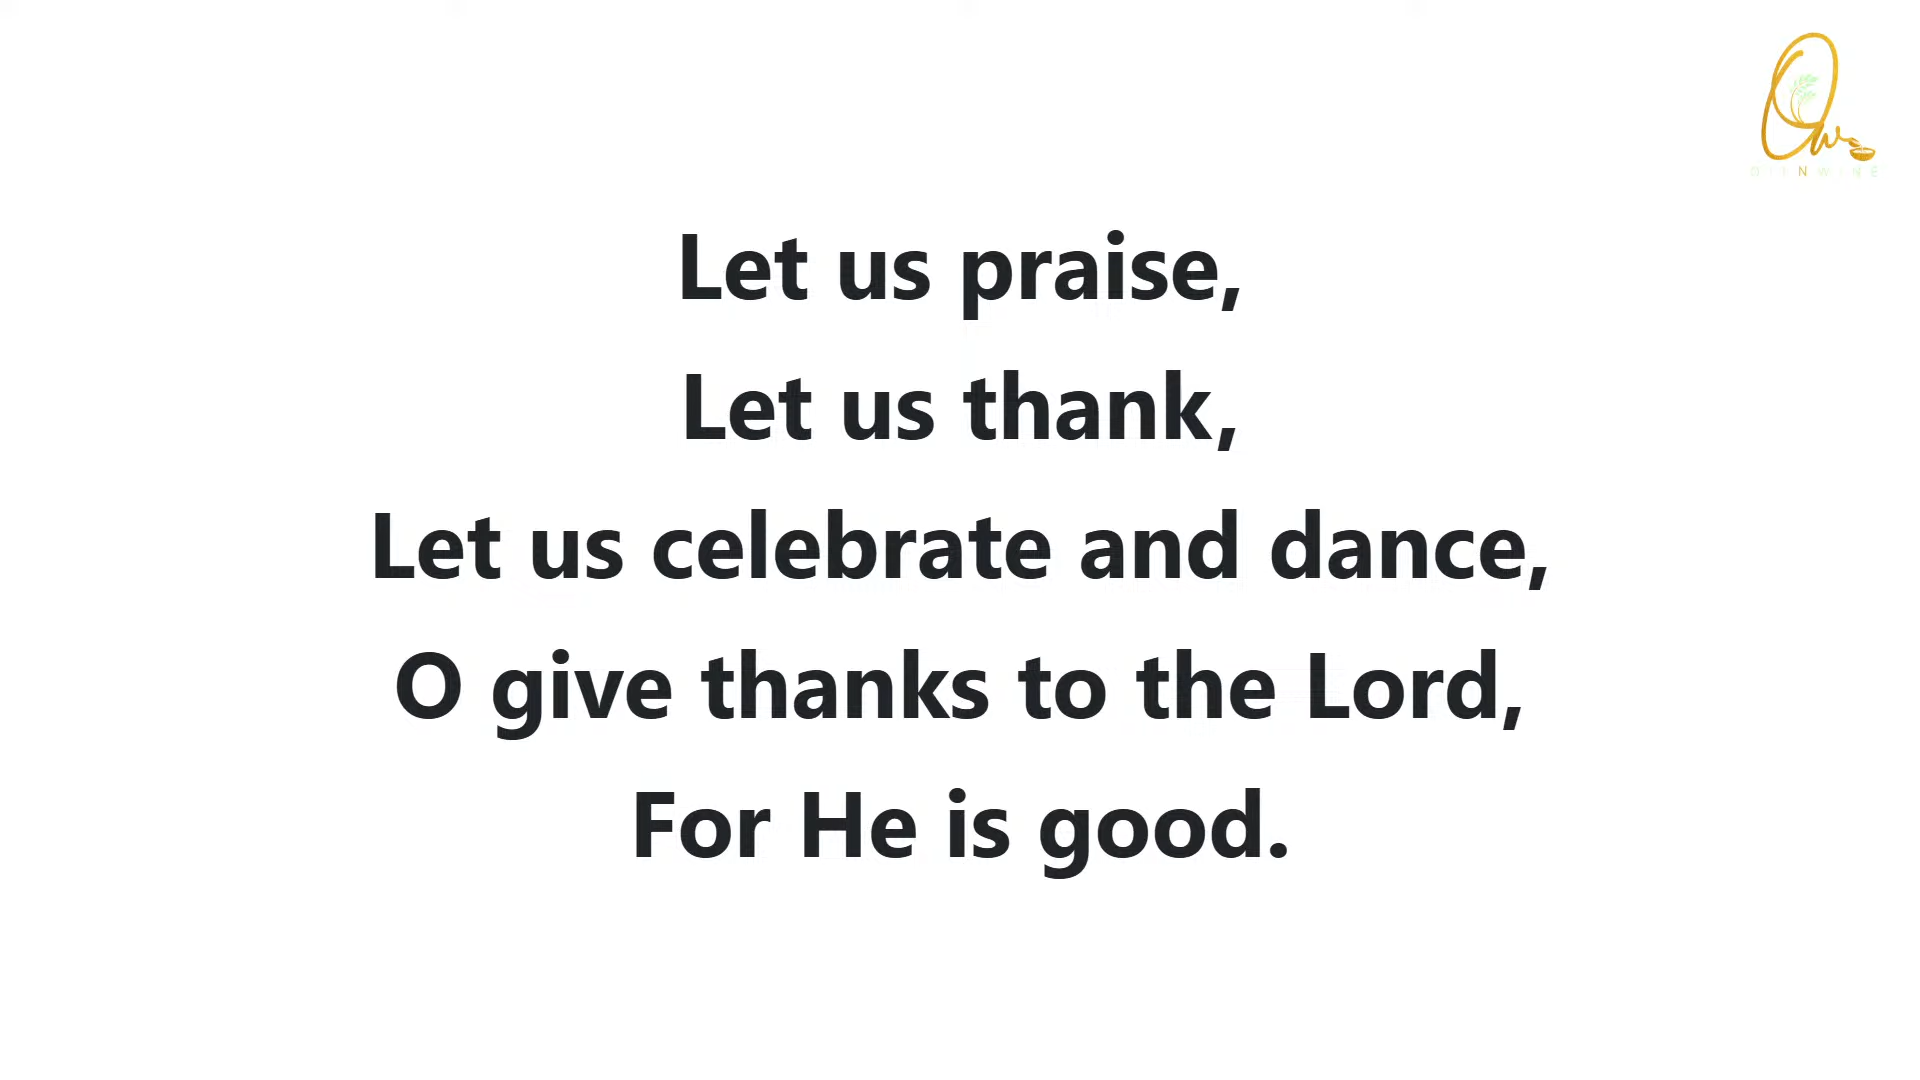 Let us praise,
Let us thank,
Let us celebrate and dance,
O give thanks to the Lord,
For He is good.